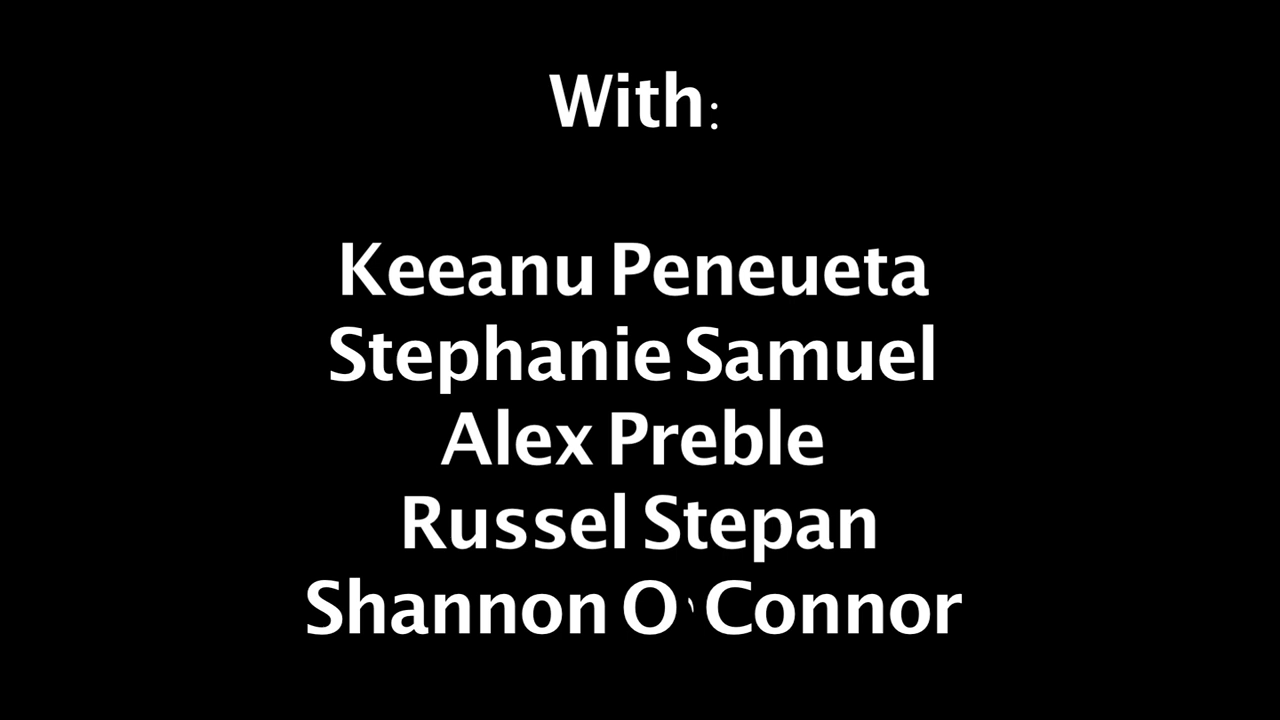 With:
Keeanu Peneueta
Stephanie Samuel
Alex Preble
Russel Stepan
Shannon O'Connor